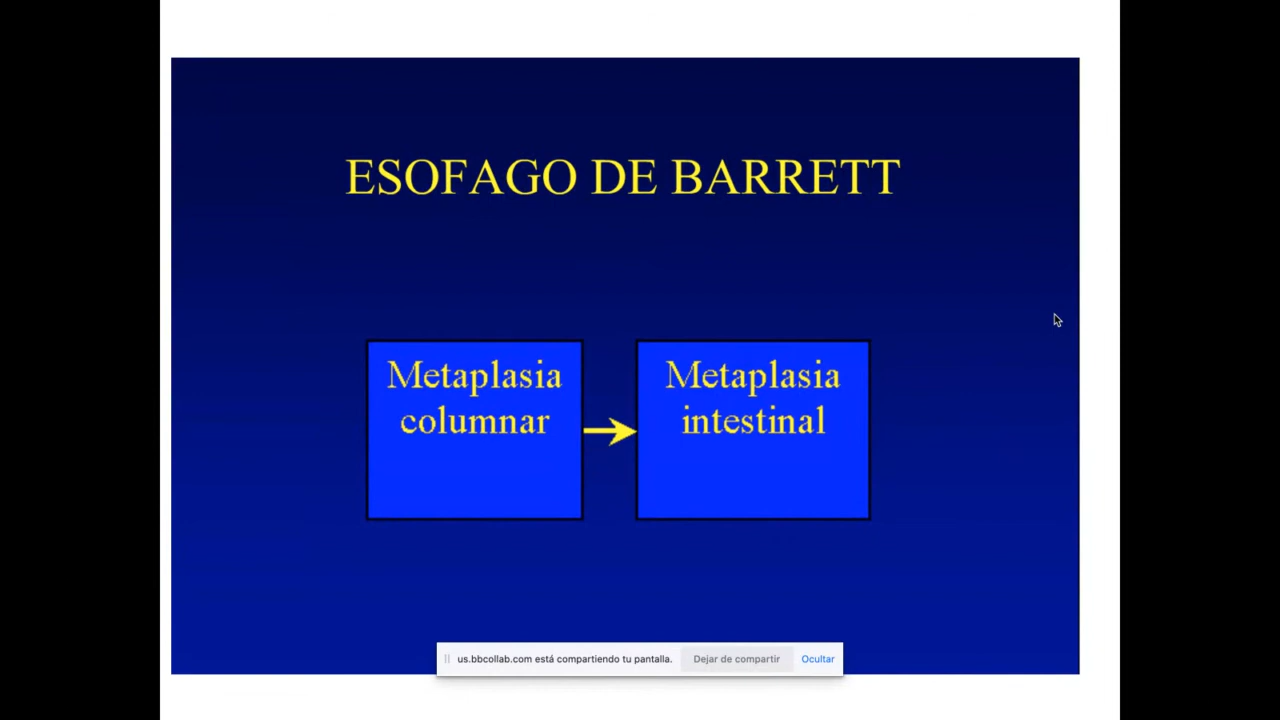 ESOFAGO DE BARRETT
Metaplasia
columnar
Metaplasia
intestinal
us.bbcollab.com está compartiendo tu pantalla. Dejar de compartir Ocultar